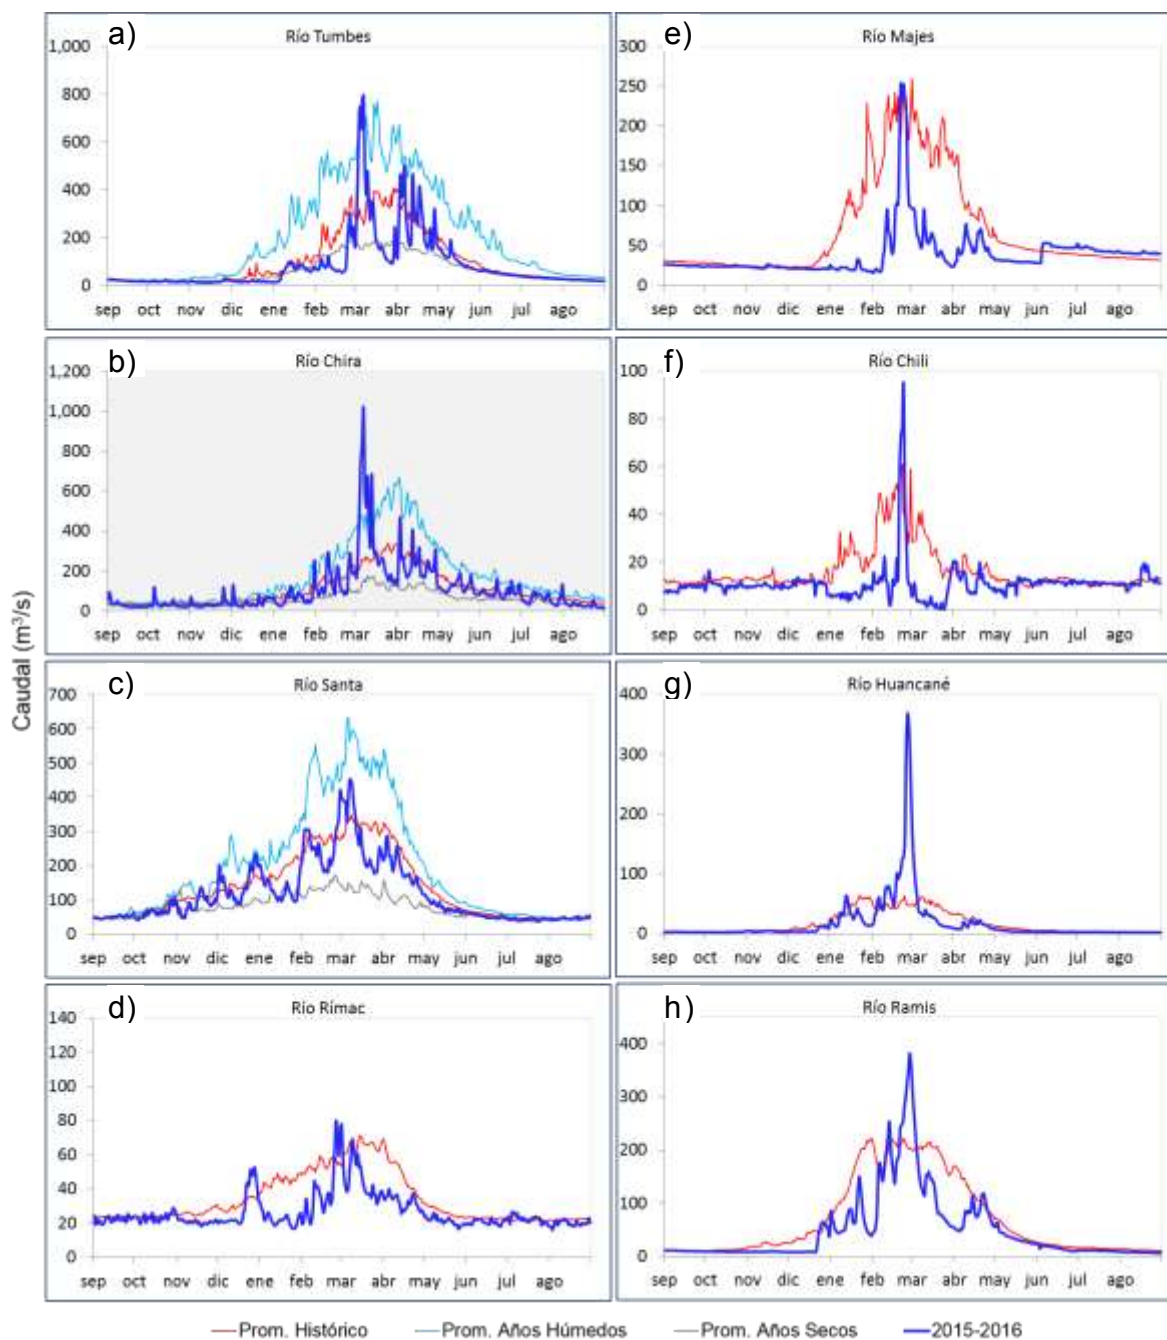 Caudal (m³/s)
a)
Río Tumbes
1,000
800
600
400
200
0
sep oct nov dic ene feb mar abr may jun jul ago
b)
Río Chira
1,200
1,000
800
600
400
200
0
sep oct nov dic ene feb mar abr may jun jul ago
c)
Río Santa
700
600
500
400
300
200
100
0
sep oct nov dic ene feb mar abr may jun jul ago
d)
Río Rímac
140
120
100
80
60
40
20
0
sep oct nov dic ene feb mar abr may jun jul ago
e)
Río Majes
300
250
200
150
100
50
0
sep oct nov dic ene feb mar abr may jun jul ago
f)
Río Chili
100
80
60
40
20
0
sep oct nov dic ene feb mar abr may jun jul ago
g)
Río Huancané
400
300
200
100
0
sep oct nov dic ene feb mar abr may jun jul ago
h)
Río Ramis
400
300
200
100
0
sep oct nov dic ene feb mar abr may jun jul ago
Prom. Histórico Prom. Años Húmedos Prom. Años Secos 2015-2016